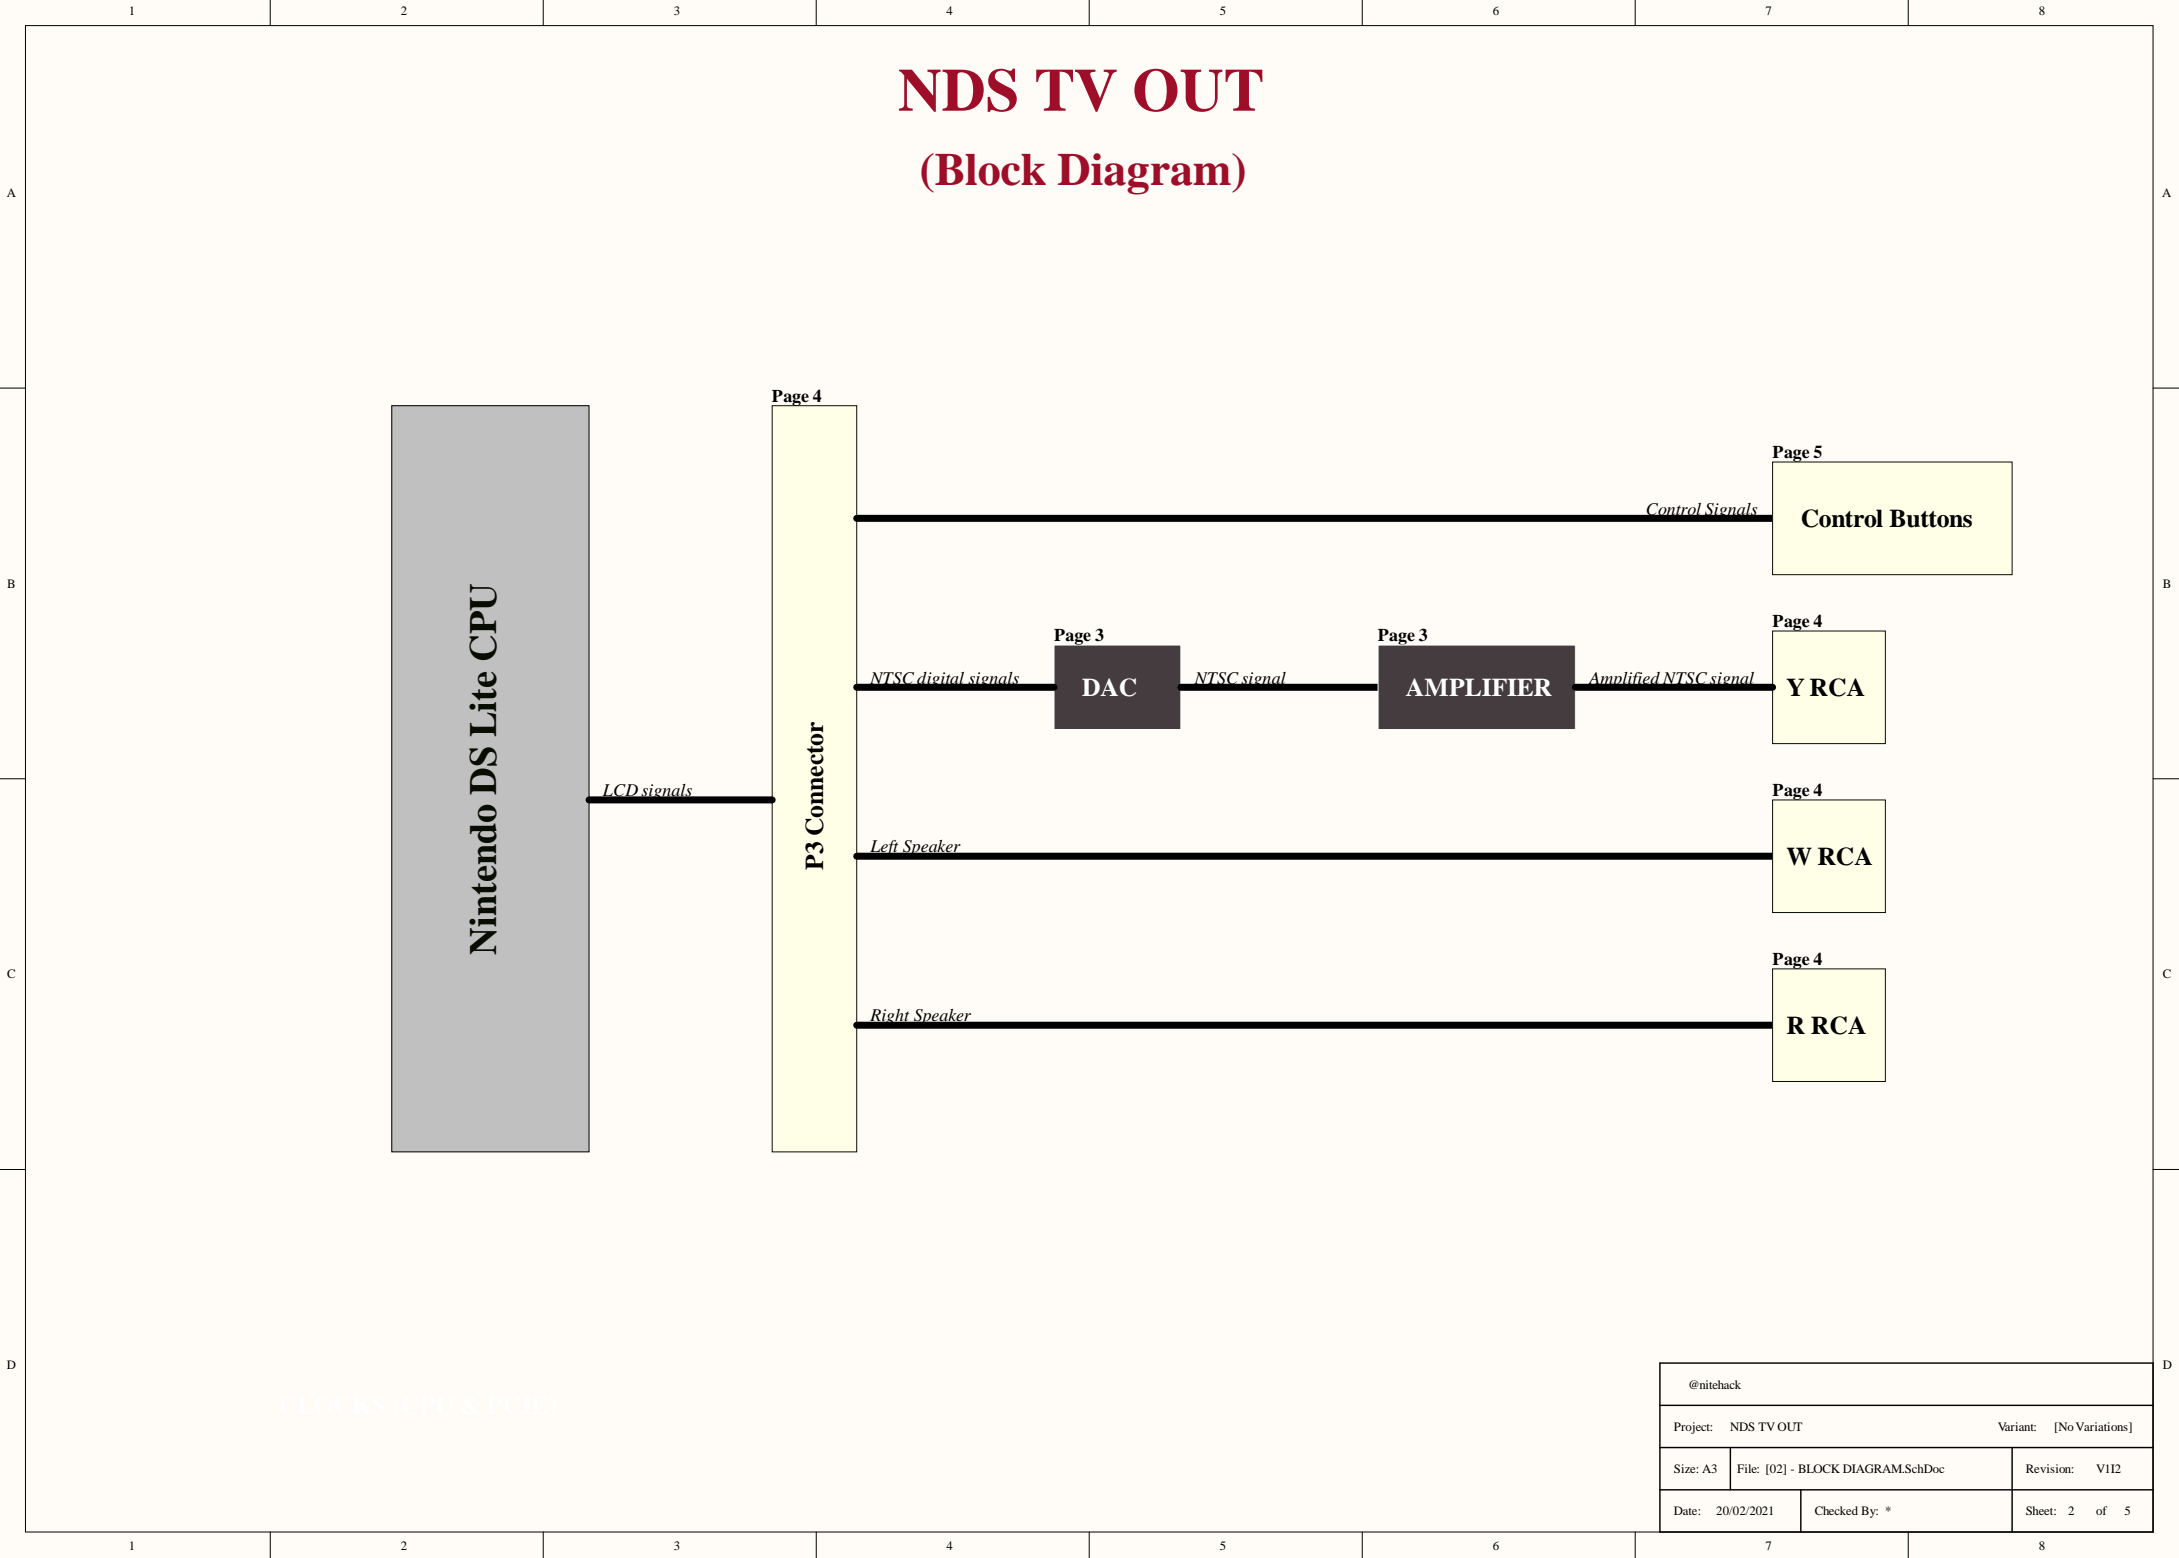 1 2 3 4 5 6 7 8
NDS TV OUT
(Block Diagram)
A A
Page 4
Page 5
Control Signals
Control Buttons
B B
Nintendo DS Lite CPU
LCD signals
P3 Connector
Page 3
Page 3
Page 4
NTSC digital signals
DAC
NTSC signal
AMPLIFIER
Amplified NTSC signal
Y RCA
Page 4
Left Speaker
W RCA
C C
Page 4
Right Speaker
R RCA
D D
@nitehack
Project: NDS TV OUT Variant: [No Variations]
Size: A3 File: [02] - BLOCK DIAGRAM.SchDoc Revision: V1I2
Date: 20/02/2021 Checked By: * Sheet: 2 of 5
1 2 3 4 5 6 7 8